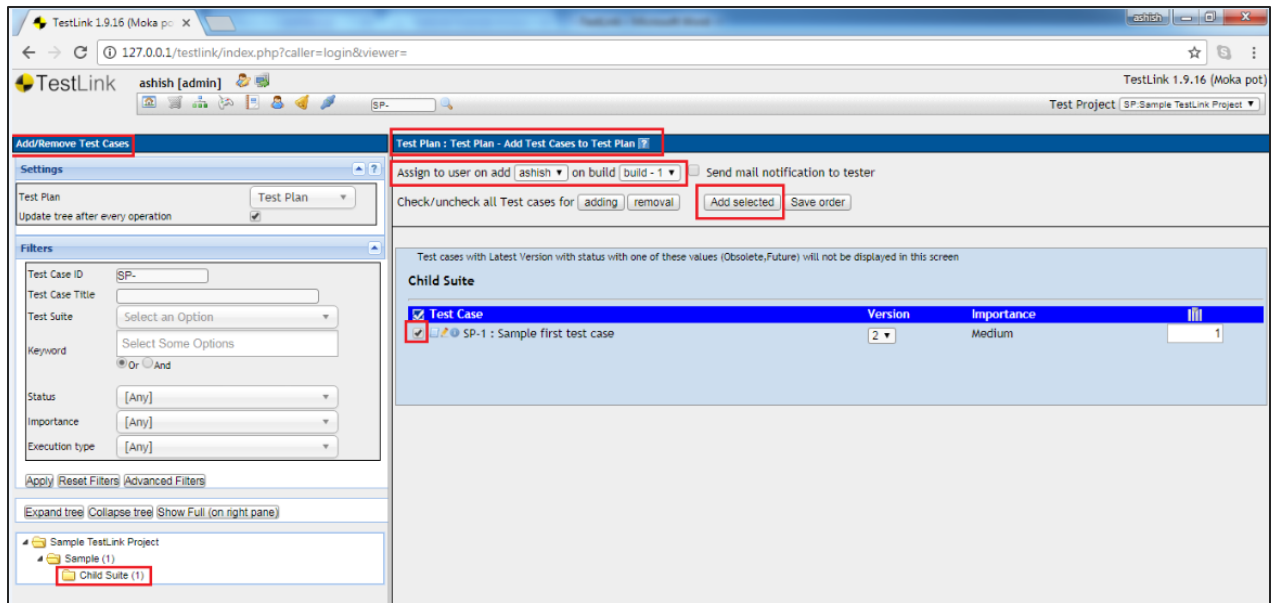 TestLink 1.9.16 (Moka po
ashish
127.0.0.1/testlink/index.php?caller=login&viewer=
TestLink ashish [admin]
TestLink 1.9.16 (Moka pot)
SP-
Test Project SP:Sample TestLink Project
Add/Remove Test Cases
Test Plan : Test Plan - Add Test Cases to Test Plan ?
Settings ?
Assign to user on add ashish on build build - 1 Send mail notification to tester
Test Plan Test Plan
Check/uncheck all Test cases for adding removal Add selected Save order
Update tree after every operation
Filters
Test cases with Latest Version with status with one of these values (Obsolete,Future) will not be displayed in this screen
Test Case ID SP-
Child Suite
Test Case Title
Test Suite Select an Option
Test Case Version Importance
SP-1 : Sample first test case 2 Medium 1
Keyword Select Some Options
Or And
Status [Any]
Importance [Any]
Execution type [Any]
Apply Reset Filters Advanced Filters
Expand tree Collapse tree Show Full (on right pane)
Sample TestLink Project
Sample (1)
Child Suite (1)